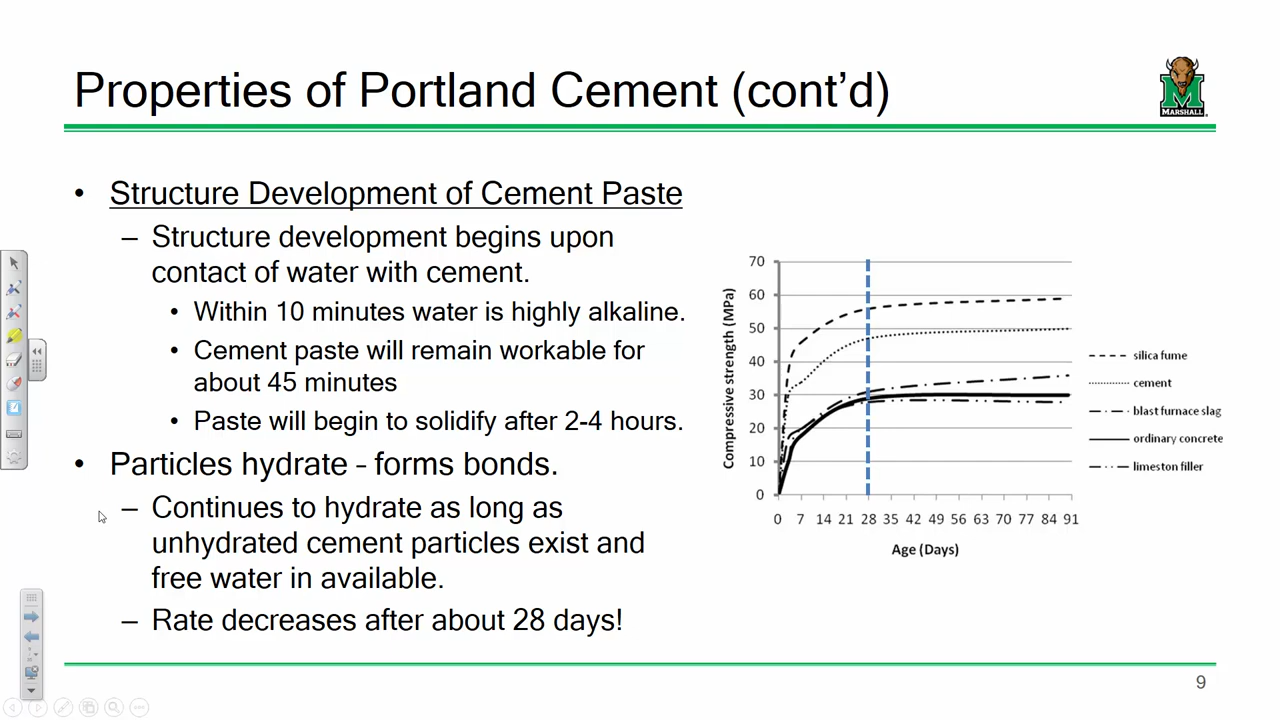 Properties of Portland Cement (cont’d)
MARSHALL
• Structure Development of Cement Paste
– Structure development begins upon
contact of water with cement.
• Within 10 minutes water is highly alkaline.
• Cement paste will remain workable for
about 45 minutes
• Paste will begin to solidify after 2-4 hours.
• Particles hydrate - forms bonds.
– Continues to hydrate as long as
unhydrated cement particles exist and
free water in available.
– Rate decreases after about 28 days!
Compressive strength (MPa)
70
60
50
40
30
20
10
0
0 7 14 21 28 35 42 49 56 63 70 77 84 91
Age (Days)
silica fume
cement
blast furnace slag
ordinary concrete
limeston filler
9